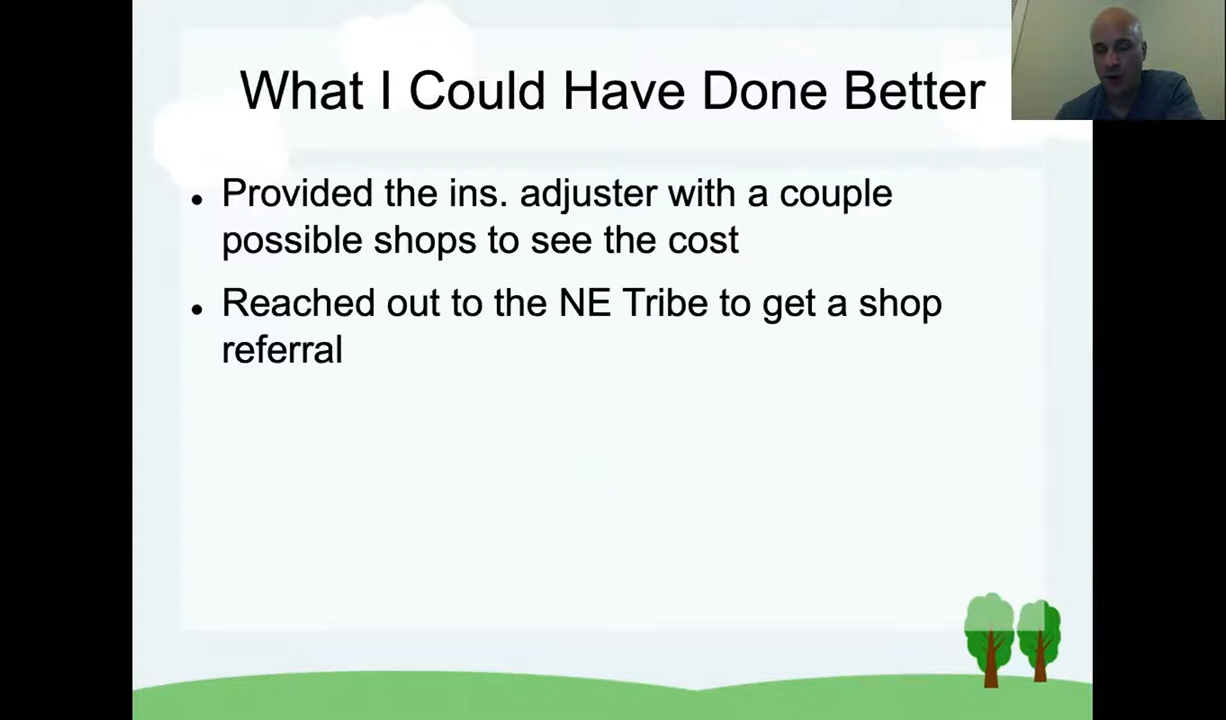 What I Could Have Done Better
Provided the ins. adjuster with a couple
possible shops to see the cost
Reached out to the NE Tribe to get a shop
referral